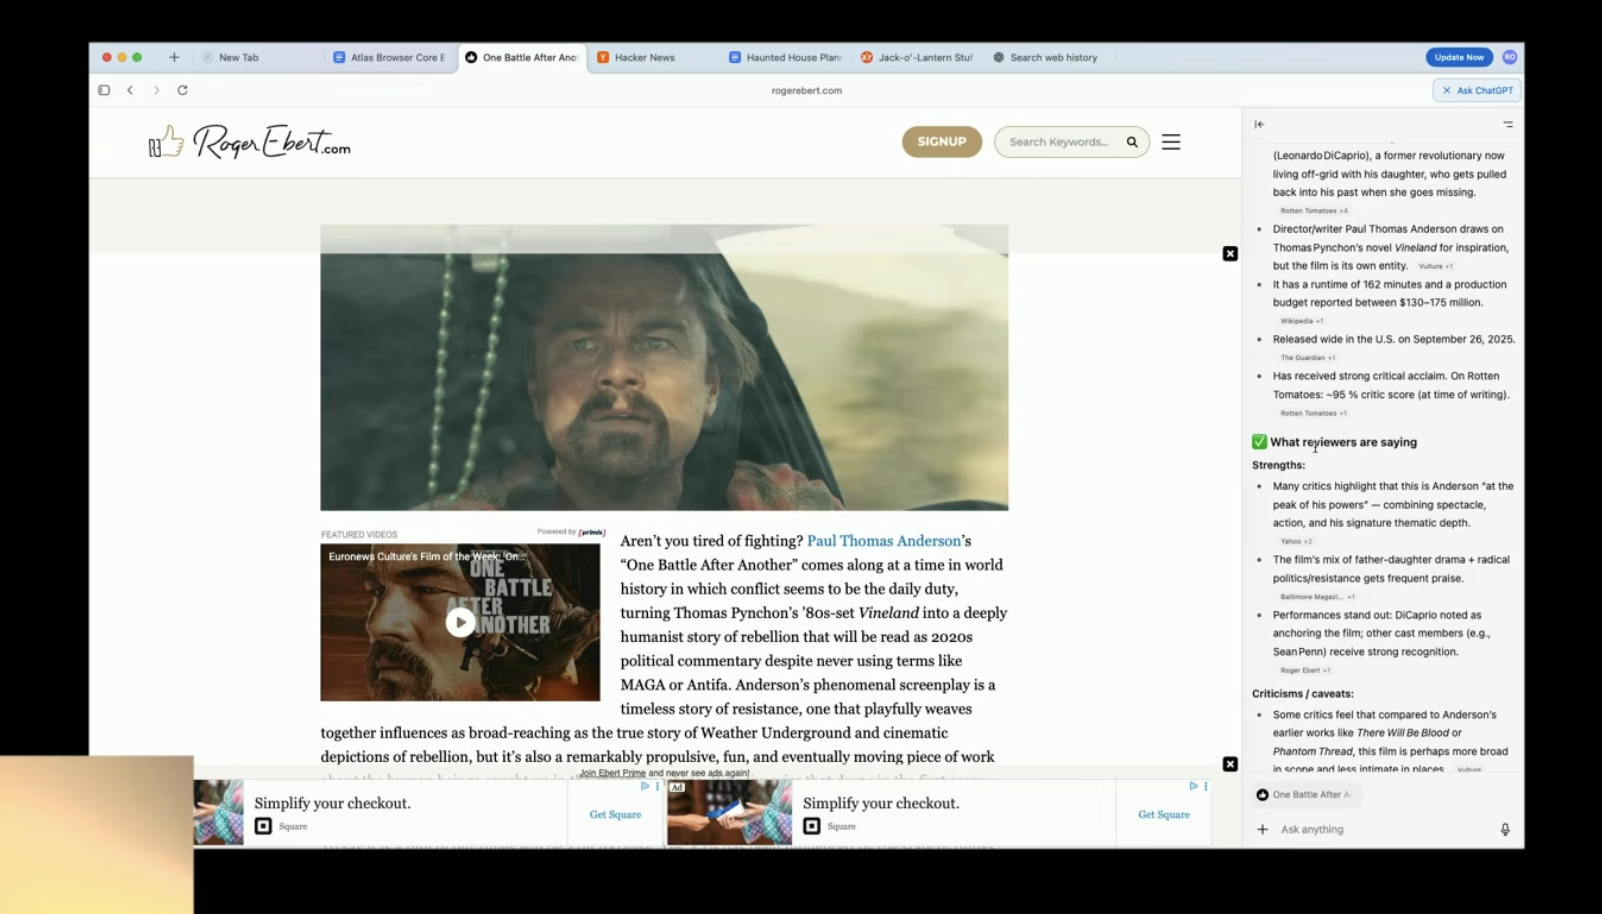 New Tab
Atlas Browser Core E
One Battle After Ano
Hacker News
Haunted House Plan
Jack-o'-Lantern Stuf
Search web history
Update Now
RO
rogerebert.com
Ask ChatGPT
RogerEbert.com
SIGNUP
Search Keywords...
FEATURED VIDEOS
Powered by [primis]
Euronews Culture's Film of the Week: 'On...
ONE
BATTLE
AFTER
ANOTHER
Aren't you tired of fighting? Paul Thomas Anderson's
“One Battle After Another” comes along at a time in world
history in which conflict seems to be the daily duty,
turning Thomas Pynchon's '80s-set Vineland into a deeply
humanist story of rebellion that will be read as 2020s
political commentary despite never using terms like
MAGA or Antifa. Anderson's phenomenal screenplay is a
timeless story of resistance, one that playfully weaves
together influences as broad-reaching as the true story of Weather Underground and cinematic
depictions of rebellion, but it's also a remarkably propulsive, fun, and eventually moving piece of work
Join Ebert Prime and never see ads again!
Simplify your checkout.
Square
Get Square
Ad
Simplify your checkout.
Square
Get Square
(Leonardo DiCaprio), a former revolutionary now
living off-grid with his daughter, who gets pulled
back into his past when she goes missing.
Rotten Tomatoes +4
• Director/writer Paul Thomas Anderson draws on
Thomas Pynchon's novel Vineland for inspiration,
but the film is its own entity. Vulture +1
• It has a runtime of 162 minutes and a production
budget reported between $130–175 million.
Wikipedia +1
• Released wide in the U.S. on September 26, 2025.
The Guardian +1
• Has received strong critical acclaim. On Rotten
Tomatoes: ~95 % critic score (at time of writing).
Rotten Tomatoes +1
✅ What reviewers are saying
Strengths:
• Many critics highlight that this is Anderson “at the
peak of his powers” — combining spectacle,
action, and his signature thematic depth.
Yahoo +2
• The film's mix of father-daughter drama + radical
politics/resistance gets frequent praise.
Baltimore Magazi... +1
• Performances stand out: DiCaprio noted as
anchoring the film; other cast members (e.g.,
Sean Penn) receive strong recognition.
Roger Ebert +1
Criticisms / caveats:
• Some critics feel that compared to Anderson's
earlier works like There Will Be Blood or
Phantom Thread, this film is perhaps more broad
in scope and less intimate in places. Vulture
One Battle After A
Ask anything